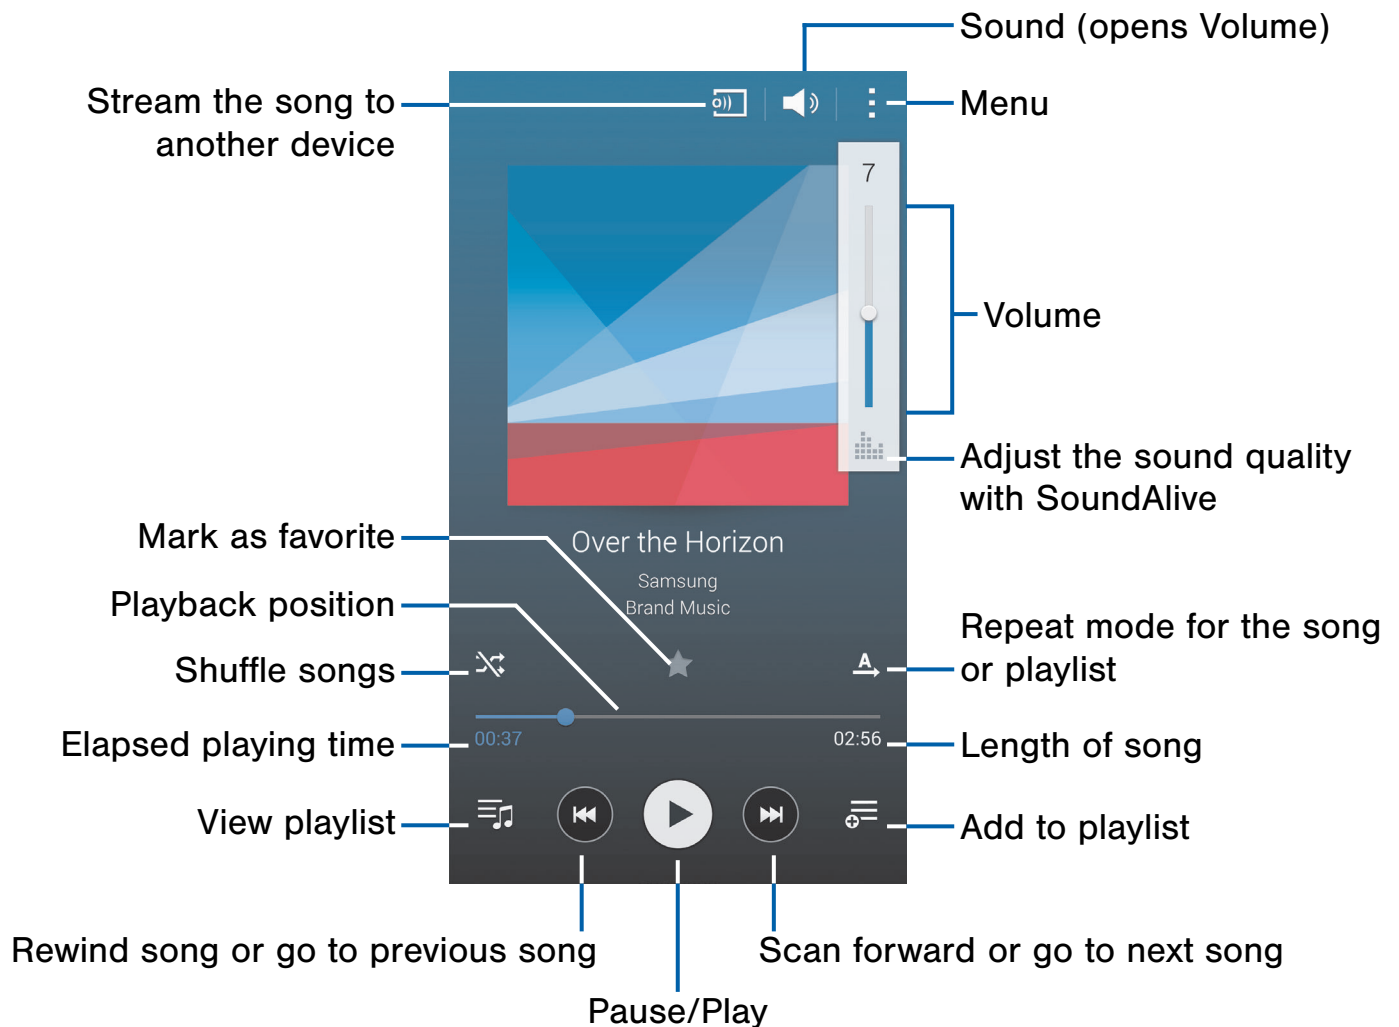 Sound (opens Volume)
Stream the song to
another device
Menu
7
Volume
Adjust the sound quality
with SoundAlive
Mark as favorite
Over the Horizon
Samsung
Brand Music
Playback position
Repeat mode for the song
or playlist
Shuffle songs
A
Elapsed playing time
00:37
02:56
Length of song
View playlist
Add to playlist
Rewind song or go to previous song
Scan forward or go to next song
Pause/Play